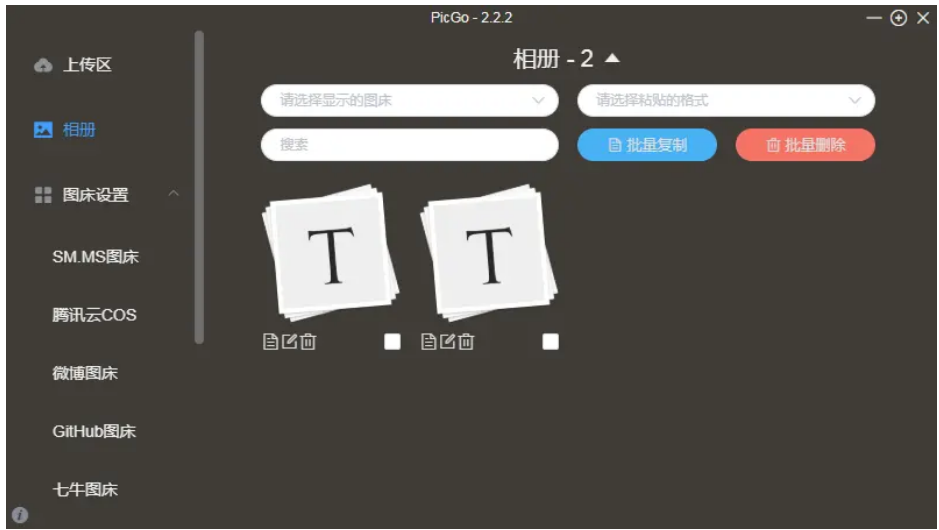 PicGo - 2.2.2
上传区
相册
图床设置
SM.MS图床
腾讯云COS
微博图床
GitHub图床
七牛图床
相册 - 2
请选择显示的图床
请选择粘贴的格式
搜索
批量复制
批量删除
T
T